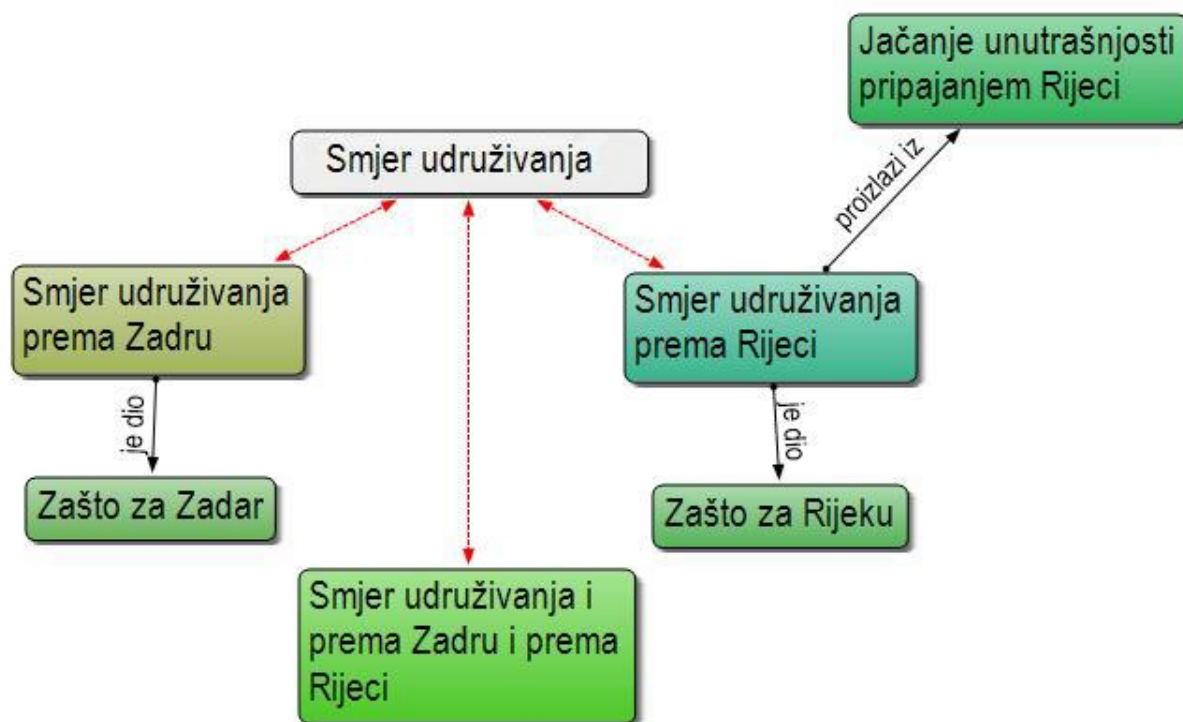 Jačanje unutrašnjosti
pripajanjem Rijeci
Smjer udruživanja
proizlazi iz
Smjer udruživanja
prema Zadru
Smjer udruživanja
prema Rijeci
je dio
je dio
Zašto za Zadar
Zašto za Rijeku
Smjer udruživanja i
prema Zadru i prema
Rijeci